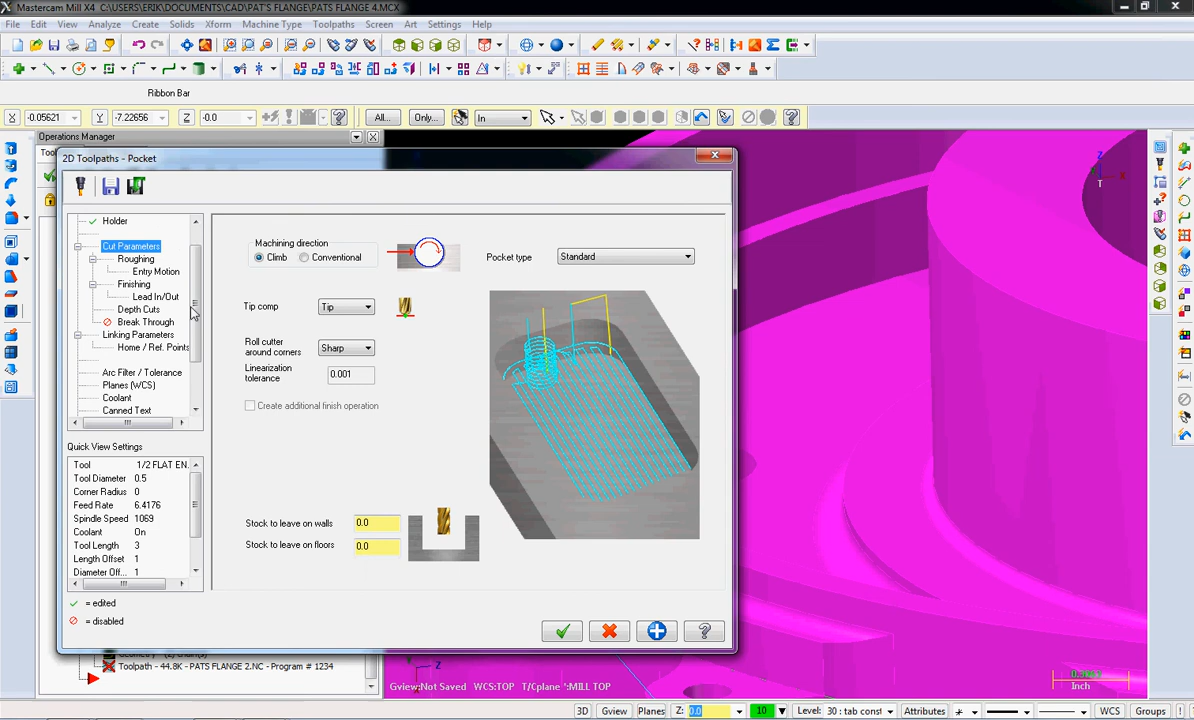 Mastercam Mill X4 C:\USERS\ERIK\DOCUMENTS\CAD\PAT'S FLANGE\PATS FLANGE 4.MCX
File Edit View Analyze Create Solids Xform Machine Type Toolpaths Screen Art Settings Help
Ribbon Bar
X -0.05621 Y -7.22656 Z -0.0 All... Only... In
Operations Manager
2D Toolpaths - Pocket
Holder
Cut Parameters
Roughing
Entry Motion
Finishing
Lead In/Out
Depth Cuts
Break Through
Linking Parameters
Home / Ref. Points
Arc Filter / Tolerance
Planes (WCS)
Coolant
Canned Text
Quick View Settings
Tool 1/2 FLAT EN.
Tool Diameter 0.5
Corner Radius 0
Feed Rate 6.4176
Spindle Speed 1069
Coolant On
Tool Length 3
Length Offset 1
Diameter Off... 1
= edited
= disabled
Machining direction
Climb Conventional
Pocket type Standard
Tip comp Tip
Roll cutter
around corners Sharp
Linearization
tolerance 0.001
Create additional finish operation
Stock to leave on walls 0.0
Stock to leave on floors 0.0
Toolpath - 44.8K - PATS FLANGE 2.NC - Program # 1234
Z
X
T
Z
Gview:Not Saved WCS:TOP T/Cplane *:MILL TOP
Inch
3D Gview Planes Z: 0.0 10 Level: 30 : tab const Attributes WCS Groups